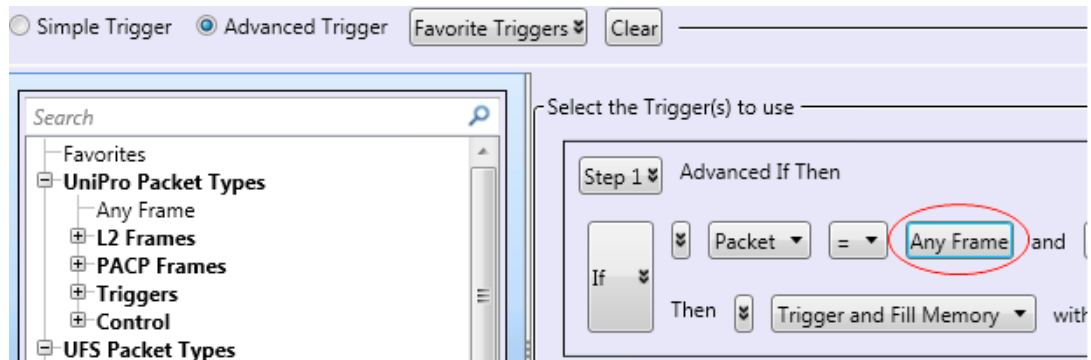 Simple Trigger Advanced Trigger Favorite Triggers Clear
Search
Favorites
UniPro Packet Types
Any Frame
L2 Frames
PACP Frames
Triggers
Control
UFS Packet Types
Select the Trigger(s) to use
Step 1 Advanced If Then
If Packet = Any Frame and
Then Trigger and Fill Memory with